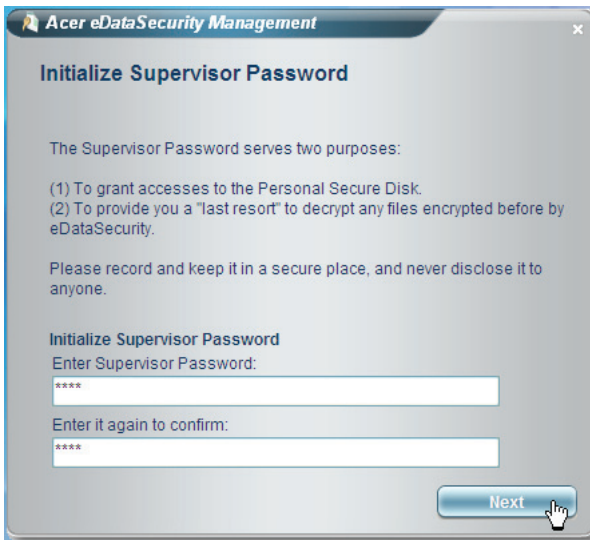 Acer eDataSecurity Management
Initialize Supervisor Password
The Supervisor Password serves two purposes:
(1) To grant accesses to the Personal Secure Disk.
(2) To provide you a "last resort" to decrypt any files encrypted before by
eDataSecurity.
Please record and keep it in a secure place, and never disclose it to
anyone.
Initialize Supervisor Password
Enter Supervisor Password:
****
Enter it again to confirm:
****
Next